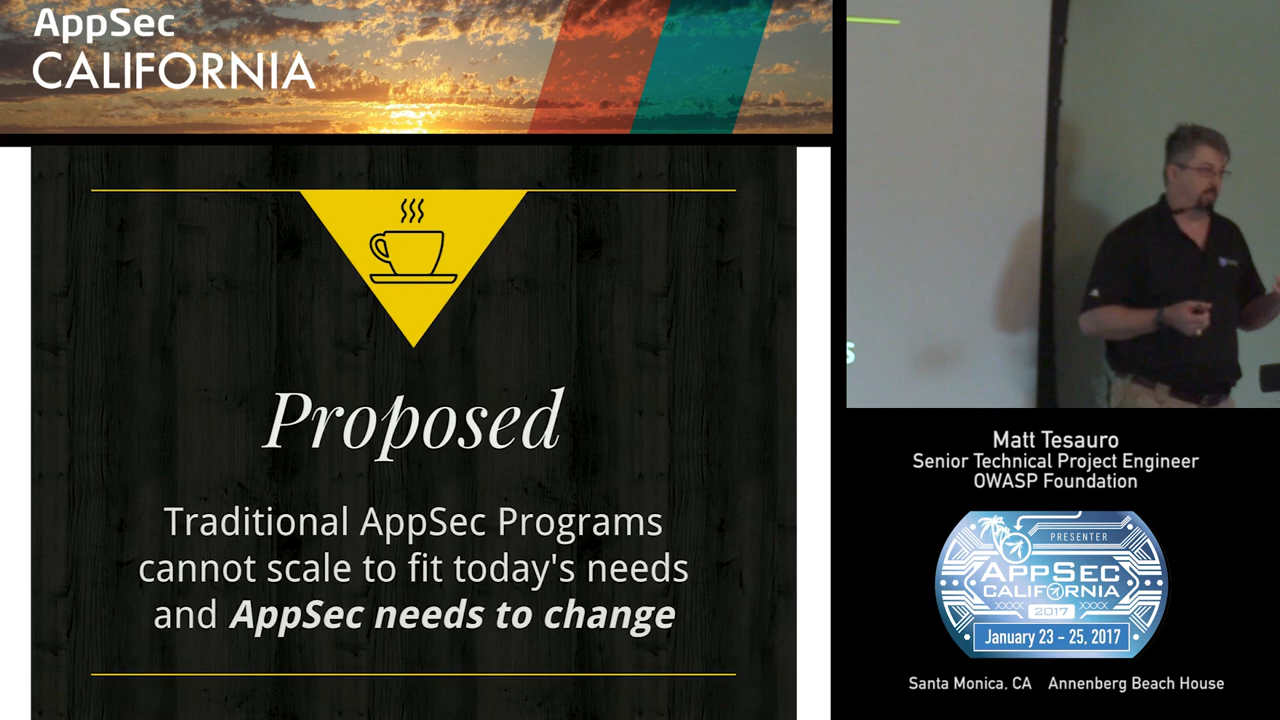 AppSec
CALIFORNIA
Proposed
Traditional AppSec Programs
cannot scale to fit today's needs
and AppSec needs to change
s
Matt Tesauro
Senior Technical Project Engineer
OWASP Foundation
PRESENTER
APPSEC
CALIFORNIA
2017
January 23 - 25, 2017
Santa Monica, CA Annenberg Beach House